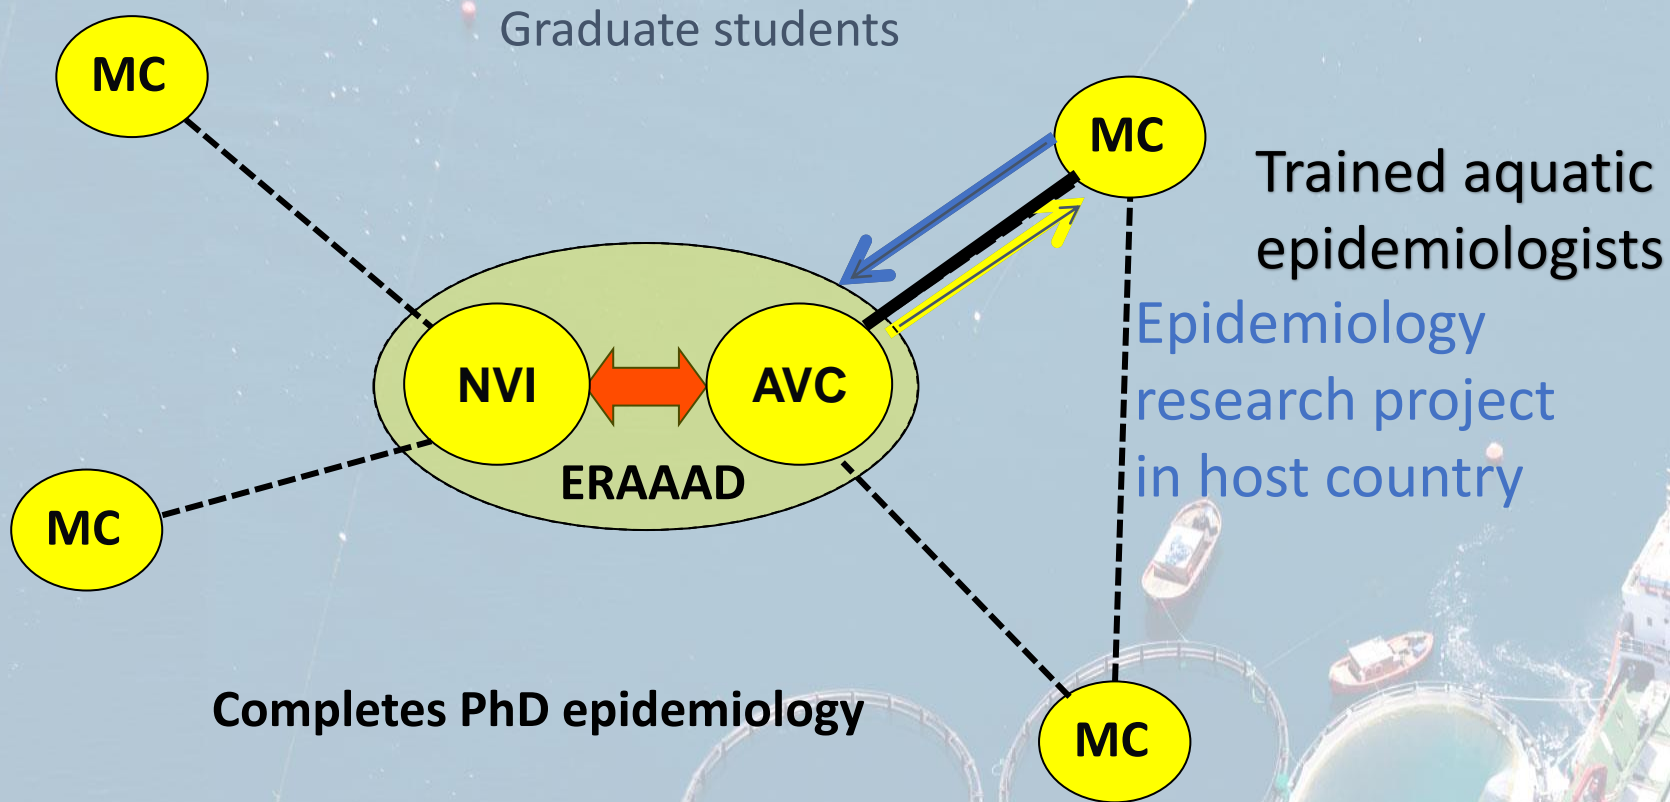 Graduate students
MC
MC
Trained aquatic
epidemiologists
Epidemiology
research project
in host country
NVI
AVC
ERAAAD
MC
Completes PhD epidemiology
MC